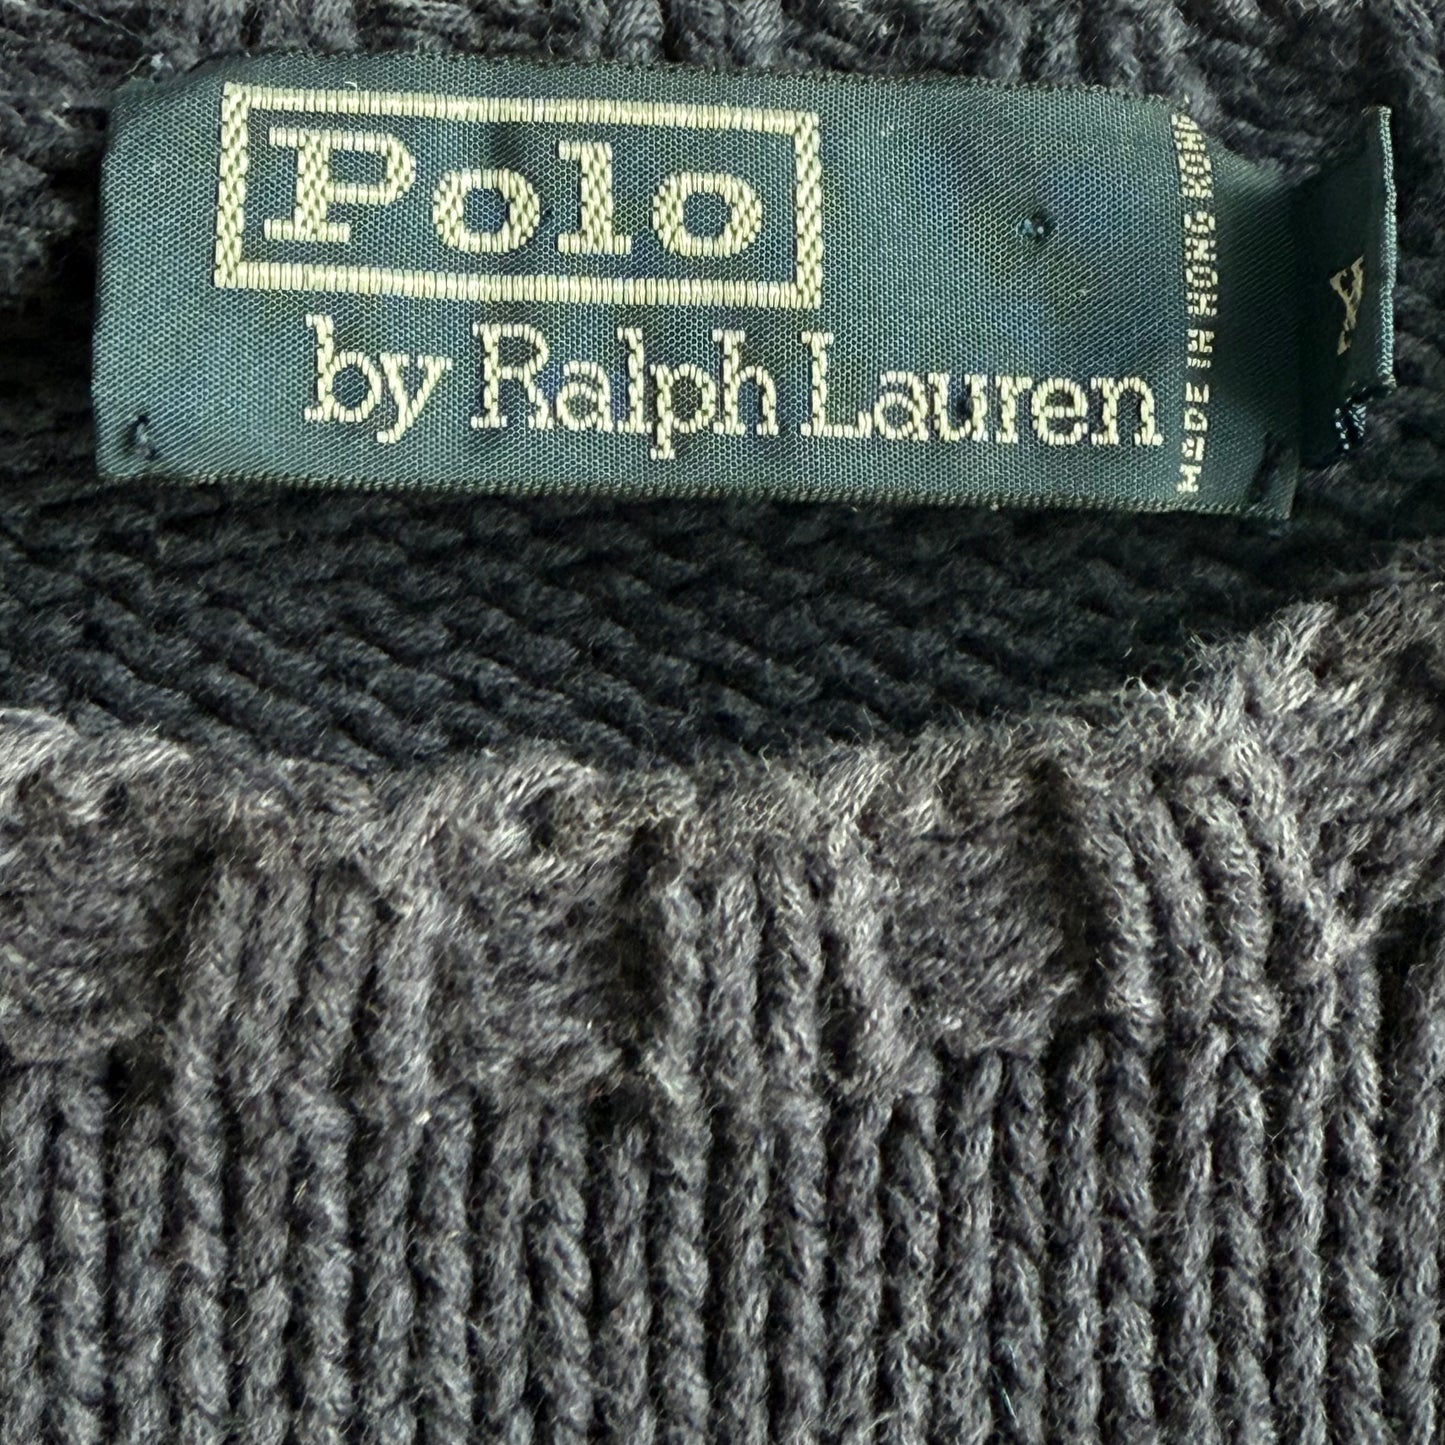 Polo
by Ralph Lauren
MADE IN HONG KONG